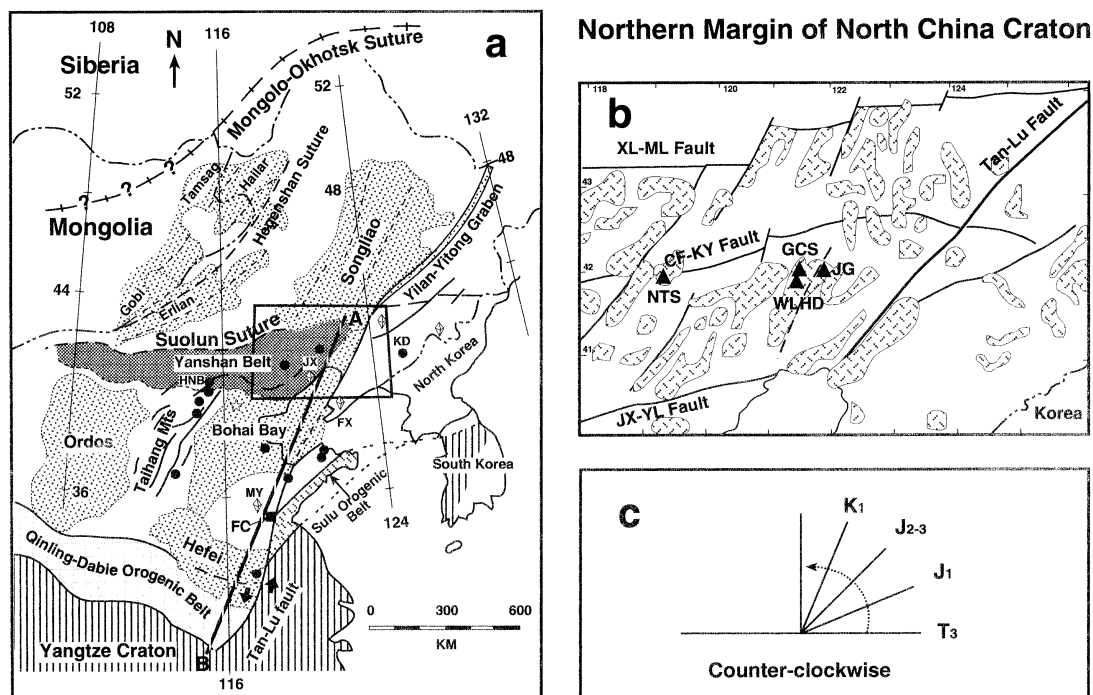 Northern Margin of North China Craton
a
108
116
N
Siberia
52
Mongolo-Okhotsk Suture
52
132
48
Tamsag
Hailar
Hegenshan Suture
48
? ? ?
Mongolia
Songliao
Yilan-Yitong Graben
44
Gobi
Erlian
Suolun Suture
A
Yanshan Belt
JX
KD
HNB
North Korea
FX
Taihang Mts
Bohai Bay
Ordos
South Korea
36
MY
FC
Sulu Orogenic
Belt
124
Hefei
Qinling-Dabie Orogenic Belt
Tan-Lu fault
0 300 600
KM
Yangtze Craton
B
116
b
118 120 122 124
XL-ML Fault
Tan-Lu Fault
43
CF-KY Fault
GCS
JG
42
NTS
WLHD
41
JX-YL Fault
Korea
c
K1
J2-3
J1
T3
Counter-clockwise